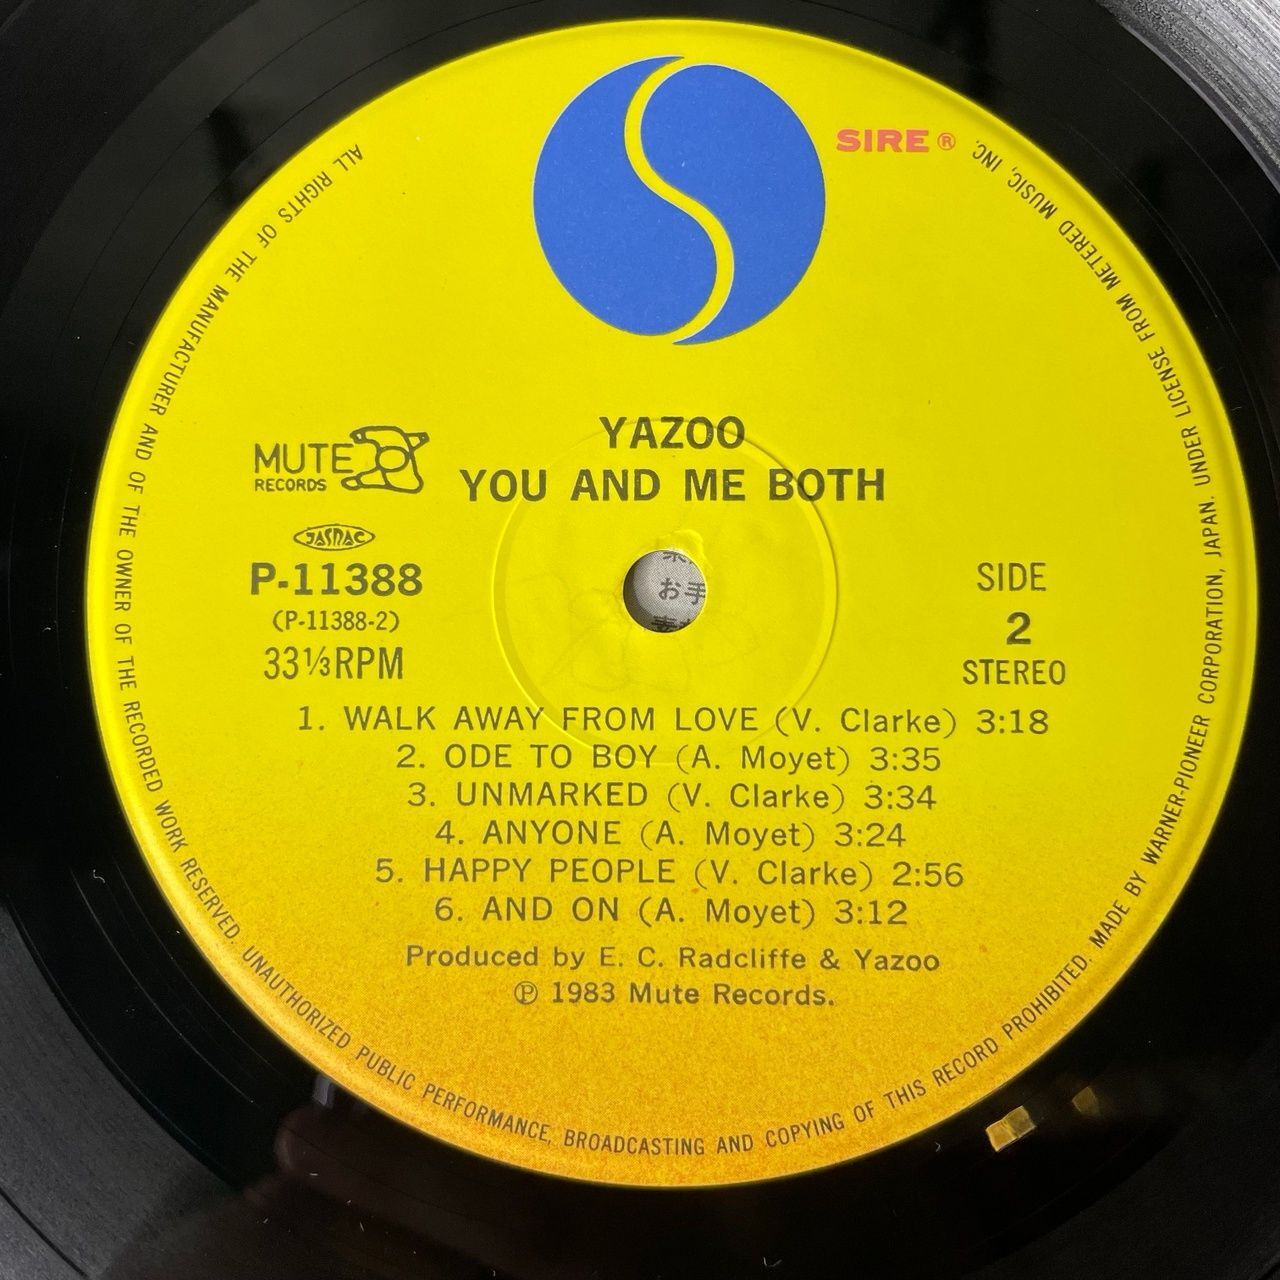 SIRE ®
YAZOO
YOU AND ME BOTH
MUTE
RECORDS
JASRAC
P-11388
(P-11388-2)
33⅓RPM
SIDE
2
STEREO
お手
1. WALK AWAY FROM LOVE (V. Clarke) 3:18
2. ODE TO BOY (A. Moyet) 3:35
3. UNMARKED (V. Clarke) 3:34
4. ANYONE (A. Moyet) 3:24
5. HAPPY PEOPLE (V. Clarke) 2:56
6. AND ON (A. Moyet) 3:12
Produced by E. C. Radcliffe & Yazoo
℗ 1983 Mute Records.
ALL RIGHTS OF THE MANUFACTURER AND OF THE OWNER OF THE RECORDED WORK RESERVED. UNAUTHORIZED PUBLIC PERFORMANCE, BROADCASTING AND COPYING OF THIS RECORD PROHIBITED. MADE BY WARNER-PIONEER CORPORATION, JAPAN. UNDER LICENSE FROM METERED MUSIC, INC.